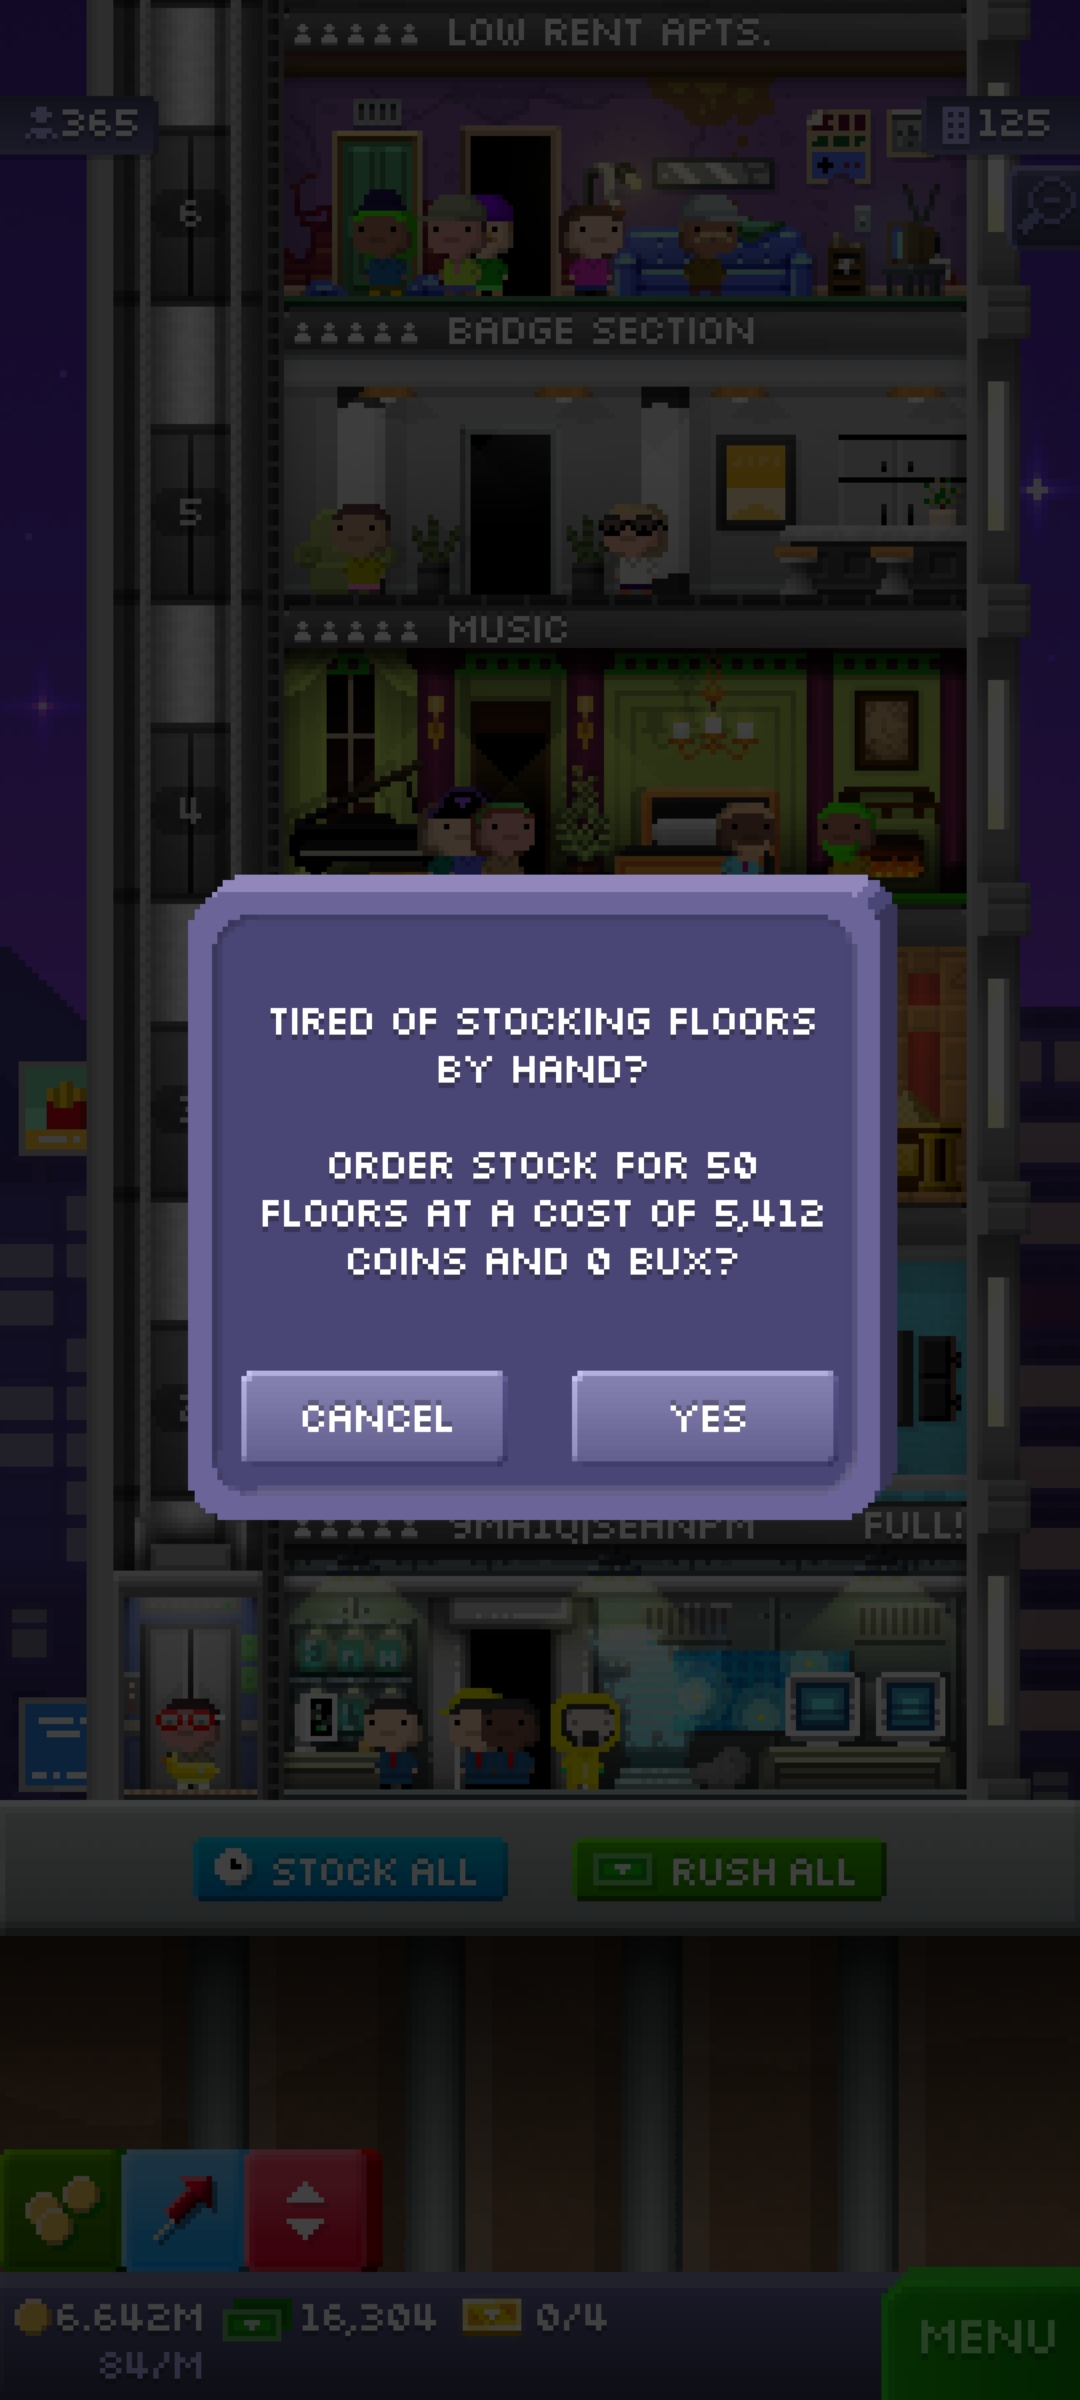 LOW RENT APTS.
365
125
6
BADGE SECTION
5
MUSIC
4
TIRED OF STOCKING FLOORS
BY HAND?
ORDER STOCK FOR 50
FLOORS AT A COST OF 5,412
COINS AND 0 BUX?
CANCEL
YES
FULL!
STOCK ALL
RUSH ALL
6.642M
16,304
0/4
84/M
MENU